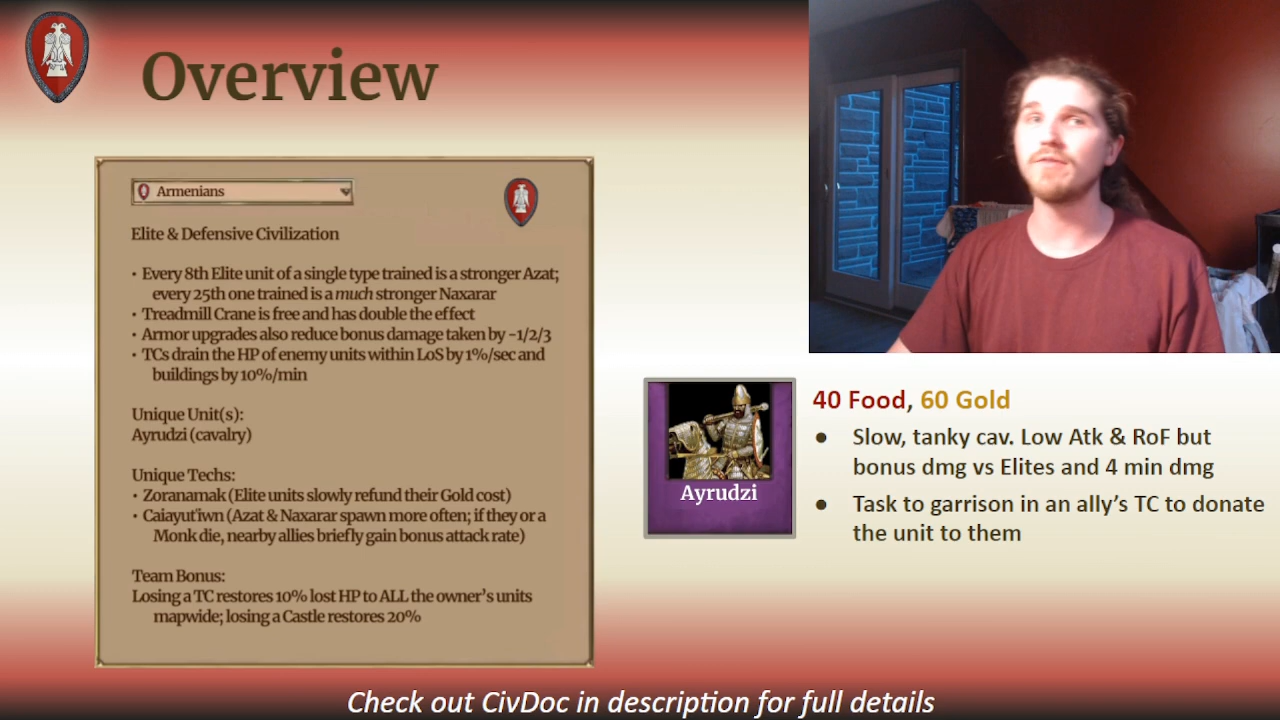 Overview
Armenians
Elite & Defensive Civilization
• Every 8th Elite unit of a single type trained is a stronger Azat;
every 25th one trained is a much stronger Naxarar
• Treadmill Crane is free and has double the effect
• Armor upgrades also reduce bonus damage taken by -1/2/3
• TCs drain the HP of enemy units within LoS by 1%/sec and
buildings by 10%/min
Unique Unit(s):
Ayrudzi (cavalry)
Unique Techs:
• Zoranamak (Elite units slowly refund their Gold cost)
• Caiayut'iwn (Azat & Naxarar spawn more often; if they or a
Monk die, nearby allies briefly gain bonus attack rate)
Team Bonus:
Losing a TC restores 10% lost HP to ALL the owner's units
mapwide; losing a Castle restores 20%
Ayrudzi
40 Food, 60 Gold
● Slow, tanky cav. Low Atk & RoF but
bonus dmg vs Elites and 4 min dmg
● Task to garrison in an ally's TC to donate
the unit to them
Check out CivDoc in description for full details